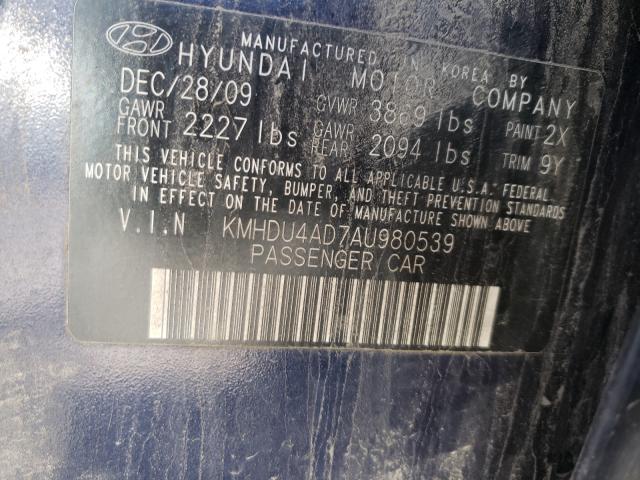 MANUFACTURED IN KOREA BY
HYUNDAI MOTOR COMPANY
DEC/28/09 GVWR 3869 lbs PAINT 2X
GAWR FRONT 2227 lbs GAWR REAR 2094 lbs TRIM 9Y
THIS VEHICLE CONFORMS TO ALL APPLICABLE U.S.A. FEDERAL
MOTOR VEHICLE SAFETY, BUMPER, AND THEFT PREVENTION STANDARDS
IN EFFECT ON THE DATE OF MANUFACTURE SHOWN ABOVE
V.I.N KMHDU4AD7AU980539
PASSENGER CAR